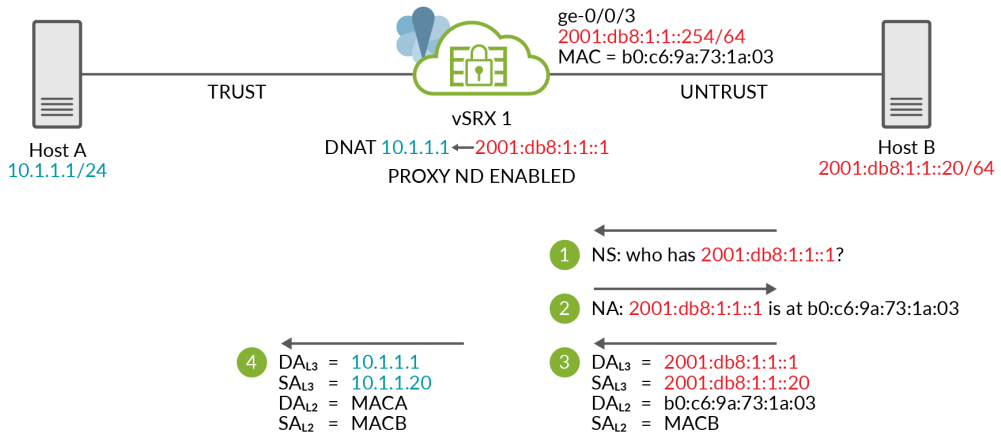 ge-0/0/3
2001:db8:1:1::254/64
MAC = b0:c6:9a:73:1a:03
TRUST
UNTRUST
vSRX 1
Host A
10.1.1.1/24
DNAT 10.1.1.1 ← 2001:db8:1:1::1
PROXY ND ENABLED
Host B
2001:db8:1:1::20/64
1 NS: who has 2001:db8:1:1::1?
2 NA: 2001:db8:1:1::1 is at b0:c6:9a:73:1a:03
4 DAL3 = 10.1.1.1
SAL3 = 10.1.1.20
DAL2 = MACA
SAL2 = MACB
3 DAL3 = 2001:db8:1:1::1
SAL3 = 2001:db8:1:1::20
DAL2 = b0:c6:9a:73:1a:03
SAL2 = MACB